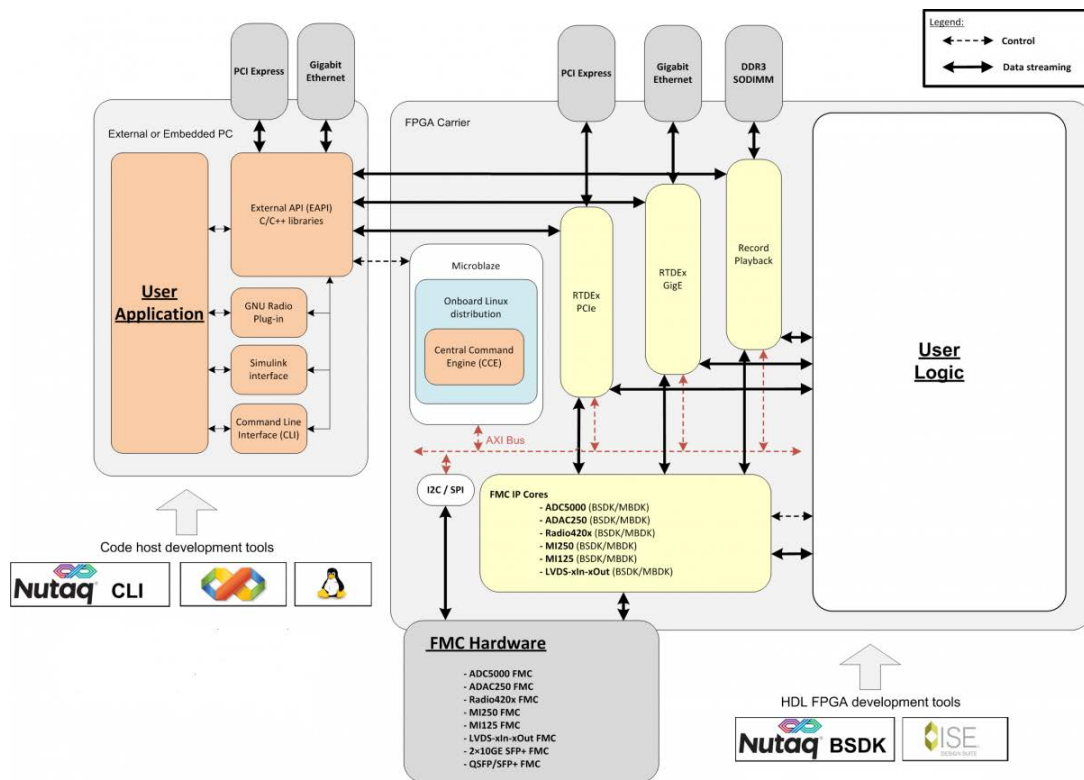 Legend:
Control
Data streaming
PCI Express
Gigabit
Ethernet
PCI Express
Gigabit
Ethernet
DDR3
SODIMM
External or Embedded PC
FPGA Carrier
User
Application
External API (EAPI)
C/C++ libraries
GNU Radio
Plug-in
Simulink
interface
Command Line
Interface (CLI)
Microblaze
Onboard Linux
distribution
Central Command
Engine (CCE)
RTDEx
PCIe
RTDEx
GigE
Record
Playback
User
Logic
AXI Bus
I2C / SPI
FMC IP Cores
- ADC5000 (BSDK/MBDK)
- ADAC250 (BSDK/MBDK)
- Radio420x (BSDK/MBDK)
- MI250 (BSDK/MBDK)
- MI125 (BSDK/MBDK)
- LVDS-xIn-xOut (BSDK/MBDK)
Code host development tools
Nutaq® CLI
FMC Hardware
- ADC5000 FMC
- ADAC250 FMC
- Radio420x FMC
- MI250 FMC
- MI125 FMC
- LVDS-xIn-xOut FMC
- 2×10GE SFP+ FMC
- QSFP/SFP+ FMC
HDL FPGA development tools
Nutaq® BSDK
ISE
DESIGN SUITE